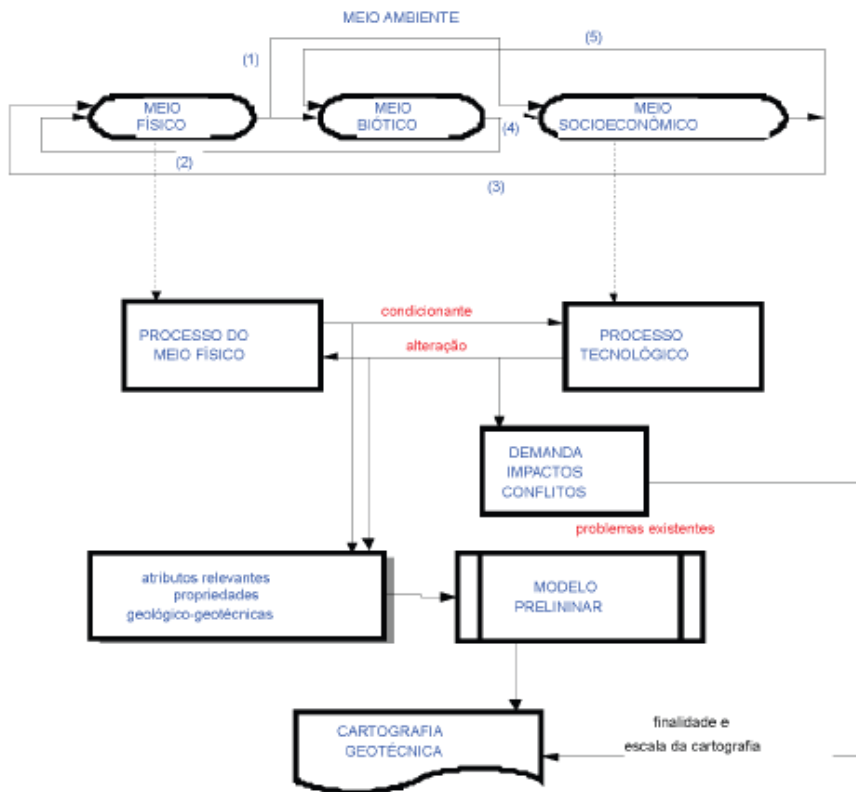 MEIO AMBIENTE
(5)
(1)
MEIO
FÍSICO
MEIO
BIÓTICO
(4)
MEIO
SOCIOECONÔMICO
(2)
(3)
condicionante
PROCESSO DO
MEIO FÍSICO
PROCESSO
TECNOLÓGICO
alteração
DEMANDA
IMPACTOS
CONFLITOS
problemas existentes
atributos relevantes
propriedades
geológico-geotécnicas
MODELO
PRELININAR
CARTOGRAFIA
GEOTÉCNICA
finalidade e
escala da cartografia